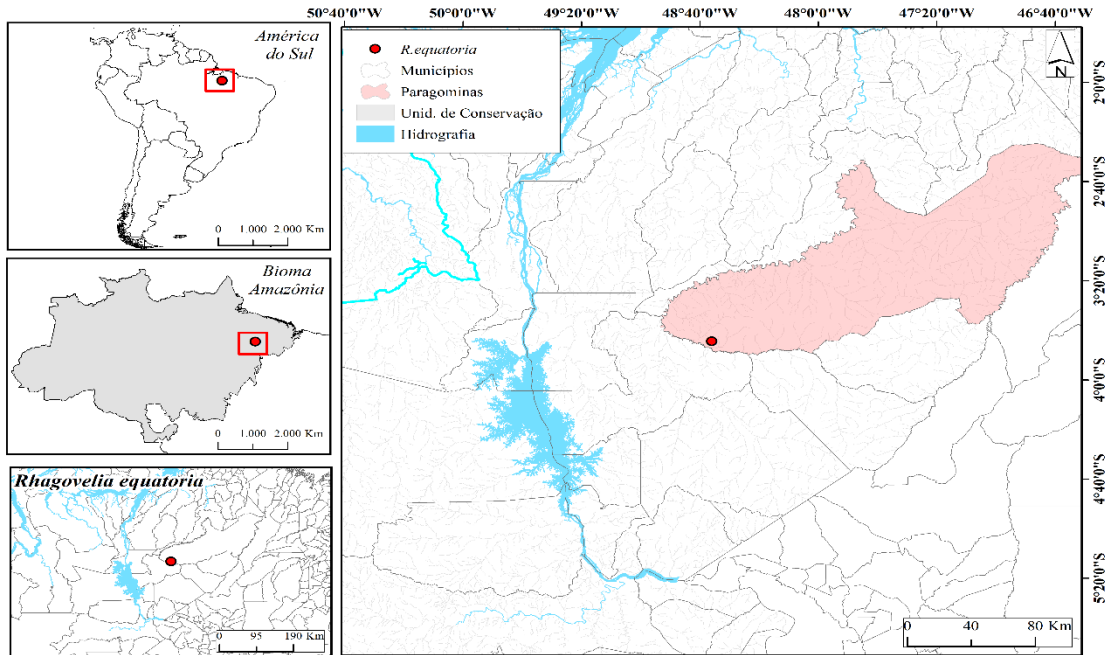 América
do Sul
0 1.000 2.000 Km
Bioma
Amazônia
0 1.000 2.000 Km
Rhagovelia equatoria
0 95 190 Km
50°40'0"W 50°0'0"W 49°20'0"W 48°40'0"W 48°0'0"W 47°20'0"W 46°40'0"W
R.equatoria
Municípios
Paragominas
Unid. de Conservação
Hidrografia
N
2°0'0"S
2°40'0"S
3°20'0"S
4°0'0"S
4°40'0"S
5°20'0"S
0 40 80 Km